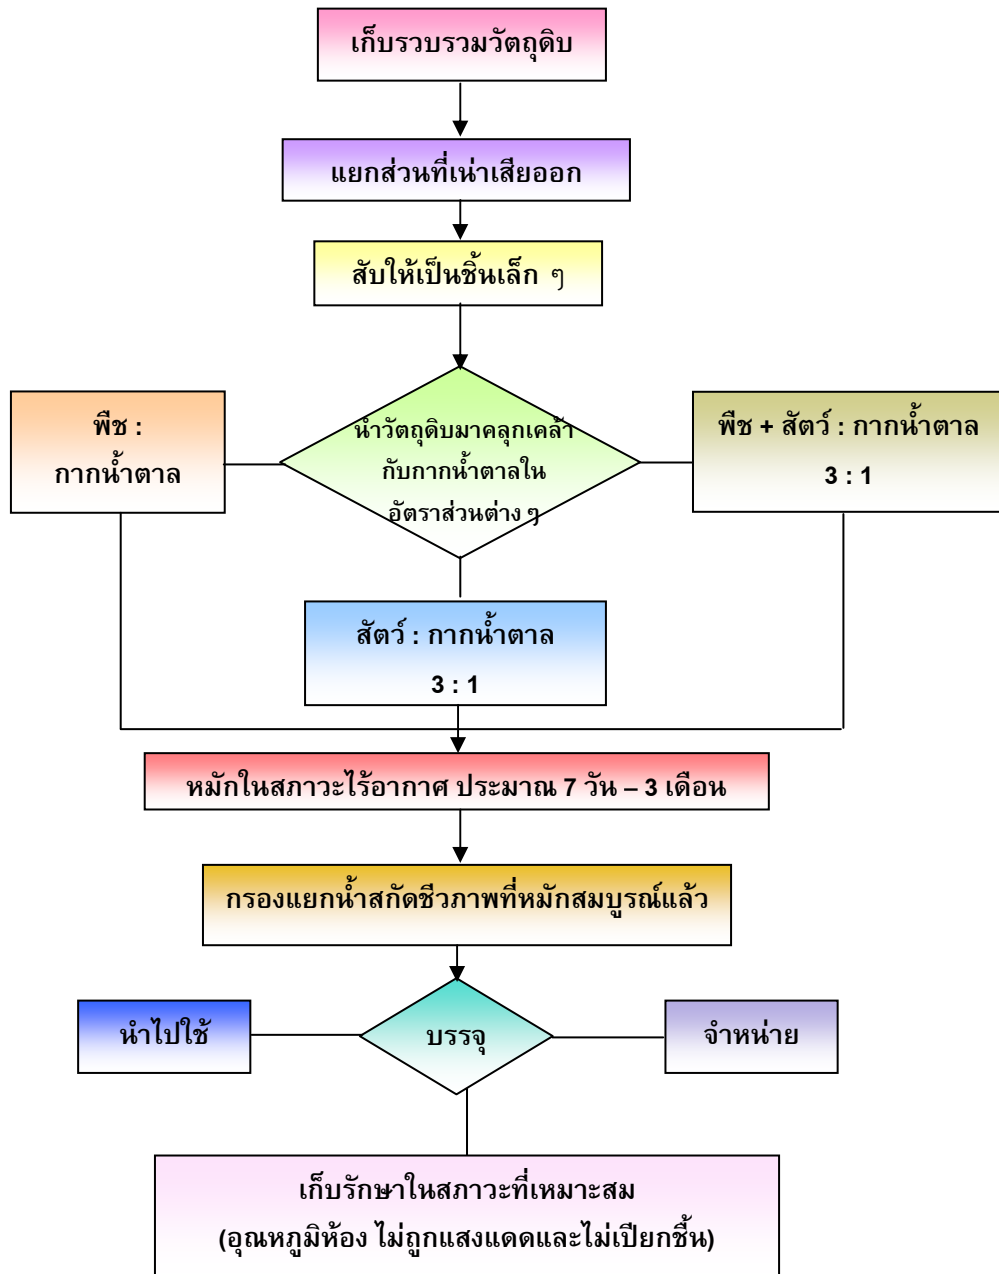 เก็บรวบรวมวัตถุดิบ
แยกส่วนที่เน่าเสียออก
สับให้เป็นชิ้นเล็ก ๆ
นำวัตถุดิบมาคลุกเคล้า
กับกากน้ำตาลใน
อัตราส่วนต่าง ๆ
พืช :
กากน้ำตาล
พืช + สัตว์ : กากน้ำตาล
3 : 1
สัตว์ : กากน้ำตาล
3 : 1
หมักในสภาวะไร้อากาศ ประมาณ 7 วัน – 3 เดือน
กรองแยกน้ำสกัดชีวภาพที่หมักสมบูรณ์แล้ว
นำไปใช้
บรรจุ
จำหน่าย
เก็บรักษาในสภาวะที่เหมาะสม
(อุณหภูมิห้อง ไม่ถูกแสงแดดและไม่เปียกชื้น)